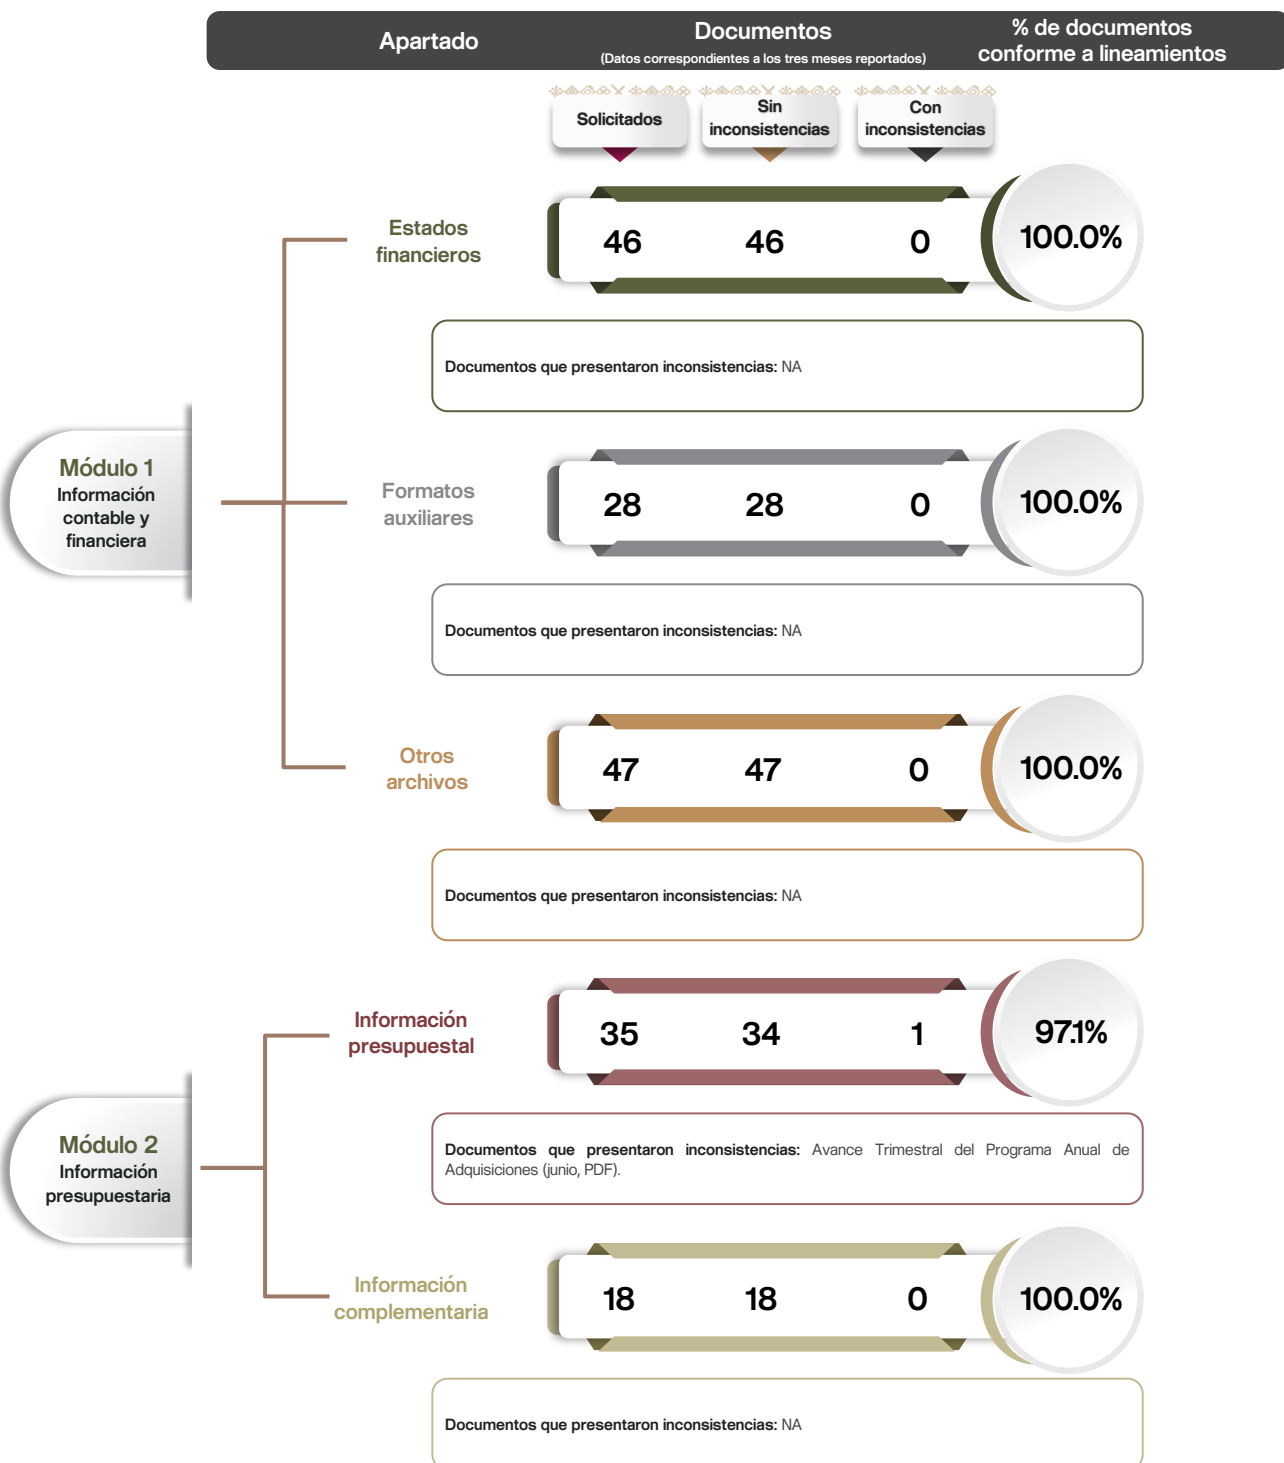 Apartado
Documentos
(Datos correspondientes a los tres meses reportados)
% de documentos
conforme a lineamientos
Solicitados
Sin
inconsistencias
Con
inconsistencias
Módulo 1
Información
contable y
financiera
Estados
financieros
46 46 0 100.0%
Documentos que presentaron inconsistencias: NA
Formatos
auxiliares
28 28 0 100.0%
Documentos que presentaron inconsistencias: NA
Otros
archivos
47 47 0 100.0%
Documentos que presentaron inconsistencias: NA
Módulo 2
Información
presupuestaria
Información
presupuestal
35 34 1 97.1%
Documentos que presentaron inconsistencias: Avance Trimestral del Programa Anual de
Adquisiciones (junio, PDF).
Información
complementaria
18 18 0 100.0%
Documentos que presentaron inconsistencias: NA